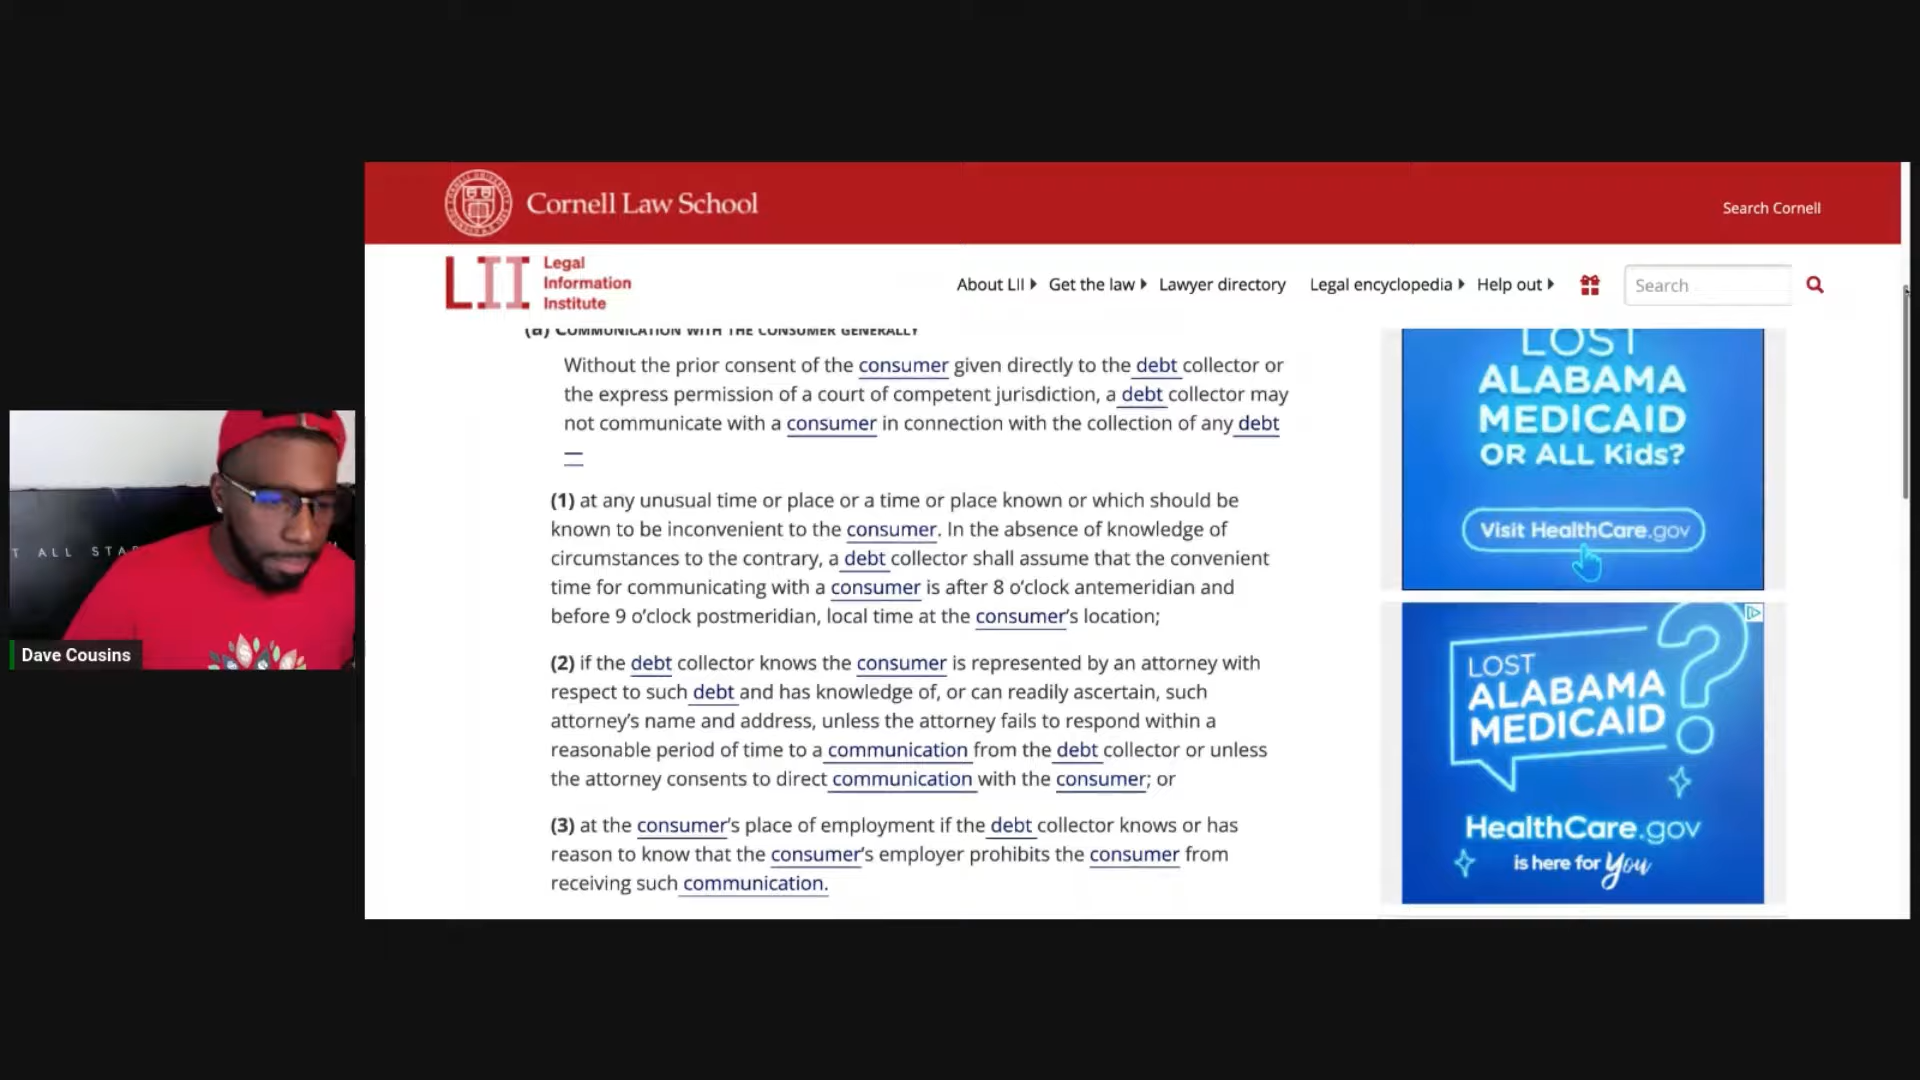 Cornell Law School
Search Cornell
LII
Legal
Information
Institute
About LII
Get the law
Lawyer directory
Legal encyclopedia
Help out
Search
(a) COMMUNICATION WITH THE CONSUMER GENERALLY
Without the prior consent of the consumer given directly to the debt collector or
the express permission of a court of competent jurisdiction, a debt collector may
not communicate with a consumer in connection with the collection of any debt
—
(1) at any unusual time or place or a time or place known or which should be
known to be inconvenient to the consumer. In the absence of knowledge of
circumstances to the contrary, a debt collector shall assume that the convenient
time for communicating with a consumer is after 8 o’clock antemeridian and
before 9 o’clock postmeridian, local time at the consumer’s location;
(2) if the debt collector knows the consumer is represented by an attorney with
respect to such debt and has knowledge of, or can readily ascertain, such
attorney’s name and address, unless the attorney fails to respond within a
reasonable period of time to a communication from the debt collector or unless
the attorney consents to direct communication with the consumer; or
(3) at the consumer’s place of employment if the debt collector knows or has
reason to know that the consumer’s employer prohibits the consumer from
receiving such communication.
LOST
ALABAMA
MEDICAID
OR ALL Kids?
Visit HealthCare.gov
LOST
ALABAMA
MEDICAID
?
HealthCare.gov
is here for You
T ALL STA
Dave Cousins